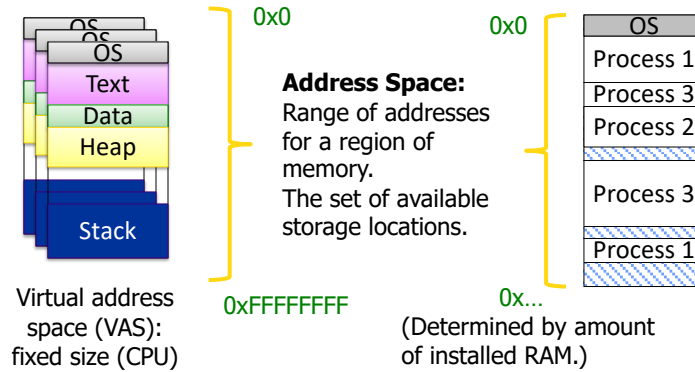 OS
OS
OS
Text
Data
Heap
Stack
Virtual address
space (VAS):
fixed size (CPU)
0x0
0xFFFFFFFF
Address Space:
Range of addresses
for a region of
memory.
The set of available
storage locations.
0x0
0x...
OS
Process 1
Process 3
Process 2
Process 3
Process 1
(Determined by amount
of installed RAM.)